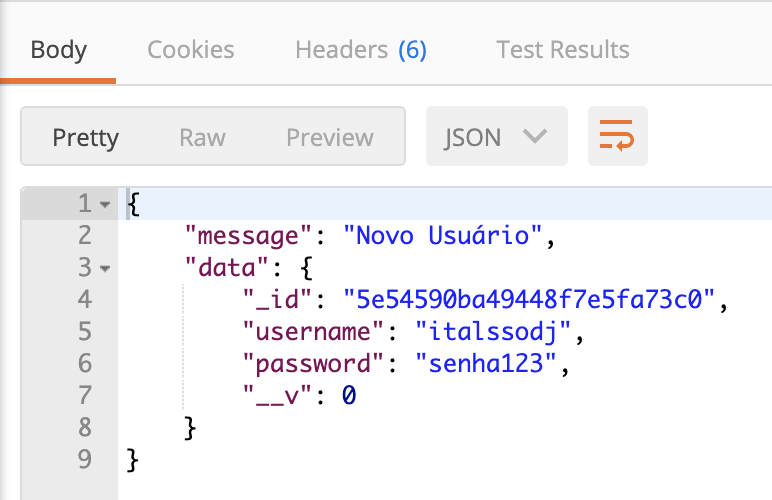 Body Cookies Headers (6) Test Results
Pretty Raw Preview JSON
1 {
2 "message": "Novo Usuário",
3 "data": {
4 "_id": "5e54590ba49448f7e5fa73c0",
5 "username": "italssodj",
6 "password": "senha123",
7 "__v": 0
8 }
9 }